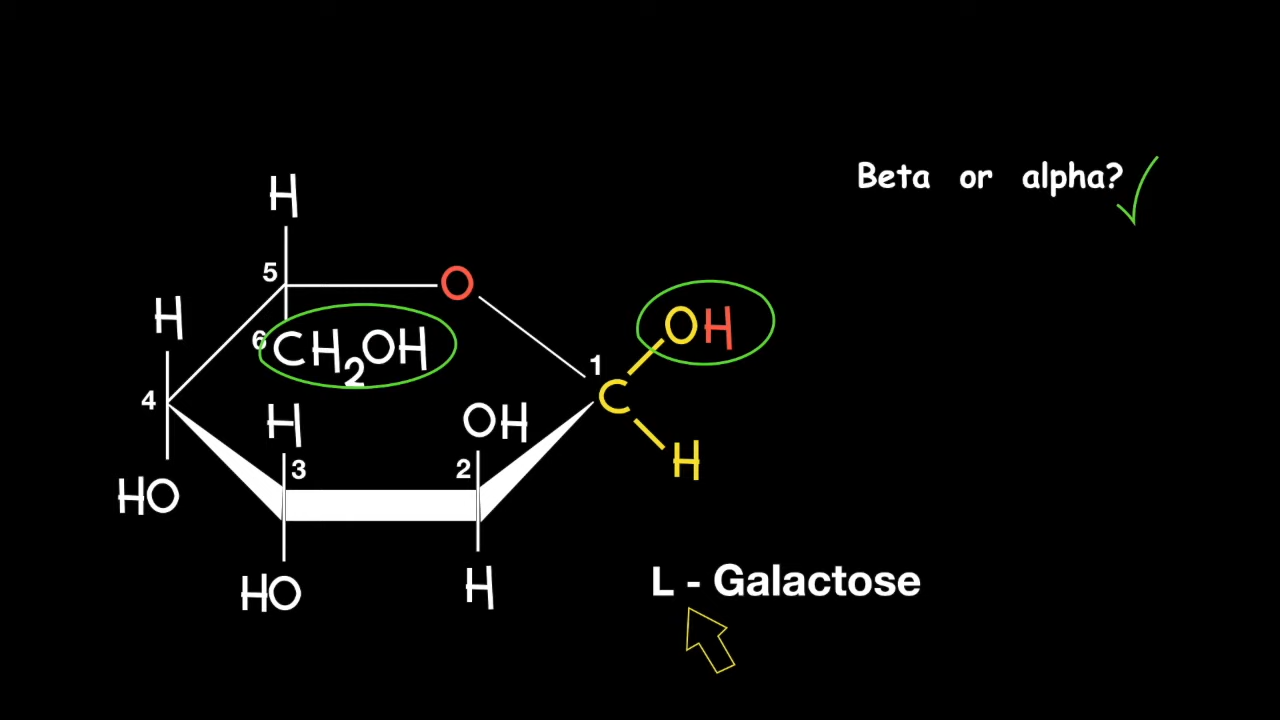 Beta or alpha?
H
5
O
H
6
CH2OH
OH
1
4
C
H
OH
3
2
H
HO
HO
H
L - Galactose